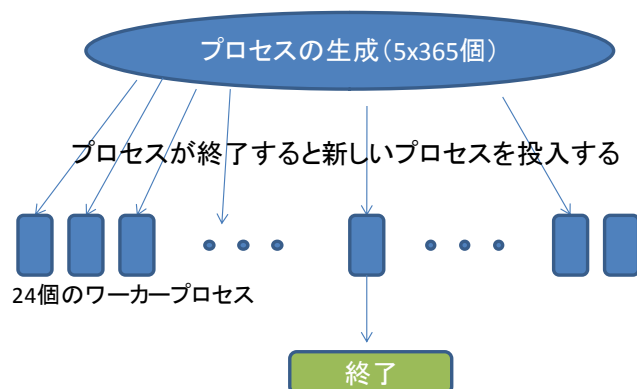 プロセスの生成(5x365個)
プロセスが終了すると新しいプロセスを投入する
24個のワーカープロセス
終了